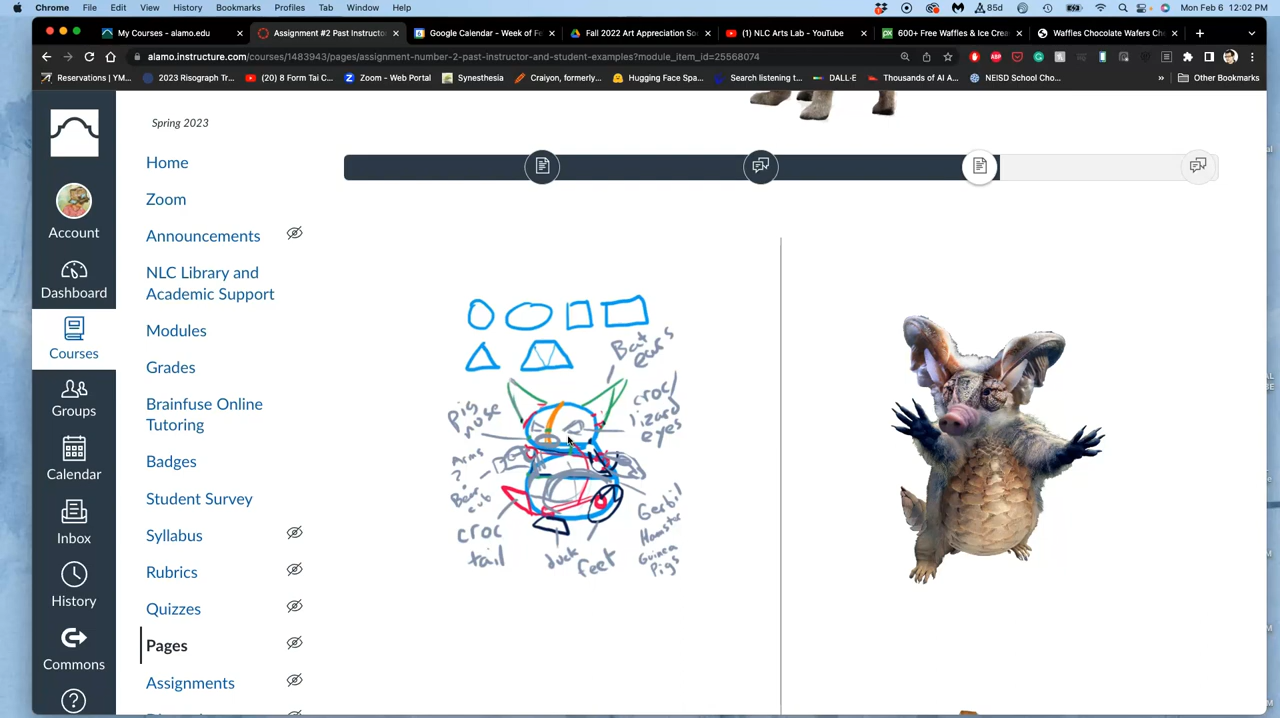 Chrome File Edit View History Bookmarks Profiles Tab Window Help 85d Mon Feb 6 12:02 PM
My Courses - alamo.edu Assignment #2 Past Instructor Google Calendar - Week of Fe Fall 2022 Art Appreciation So (1) NLC Arts Lab - YouTube 600+ Free Waffles & Ice Crea Waffles Chocolate Wafers Cho
alamo.instructure.com/courses/1483943/pages/assignment-number-2-past-instructor-and-student-examples?module_item_id=25568074
Reservations | YM... 2023 Risograph Tr... (20) 8 Form Tai C... Zoom - Web Portal Synesthesia Craiyon, formerly... Hugging Face Spa... Search listening t... DALL·E Thousands of AI A... NEISD School Cho... » Other Bookmarks
Spring 2023
Account
Dashboard
Courses
Groups
Calendar
Inbox
History
Commons
Home
Zoom
Announcements
NLC Library and
Academic Support
Modules
Grades
Brainfuse Online
Tutoring
Badges
Student Survey
Syllabus
Rubrics
Quizzes
Pages
Assignments
Bat
ears
pig
nose
croc/
lizard
eyes
Arms
?
Bear
cub
croc
tail
duck
feet
Gerbil
Hamster
Guinea
Pigs